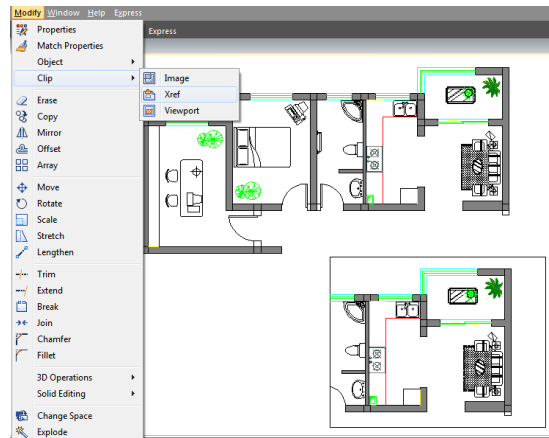 Modify Window Help Express
Properties
Express
Match Properties
Object
Clip
Image
Xref
Viewport
Erase
Copy
Mirror
Offset
Array
Move
Rotate
Scale
Stretch
Lengthen
Trim
Extend
Break
Join
Chamfer
Fillet
3D Operations
Solid Editing
Change Space
Explode